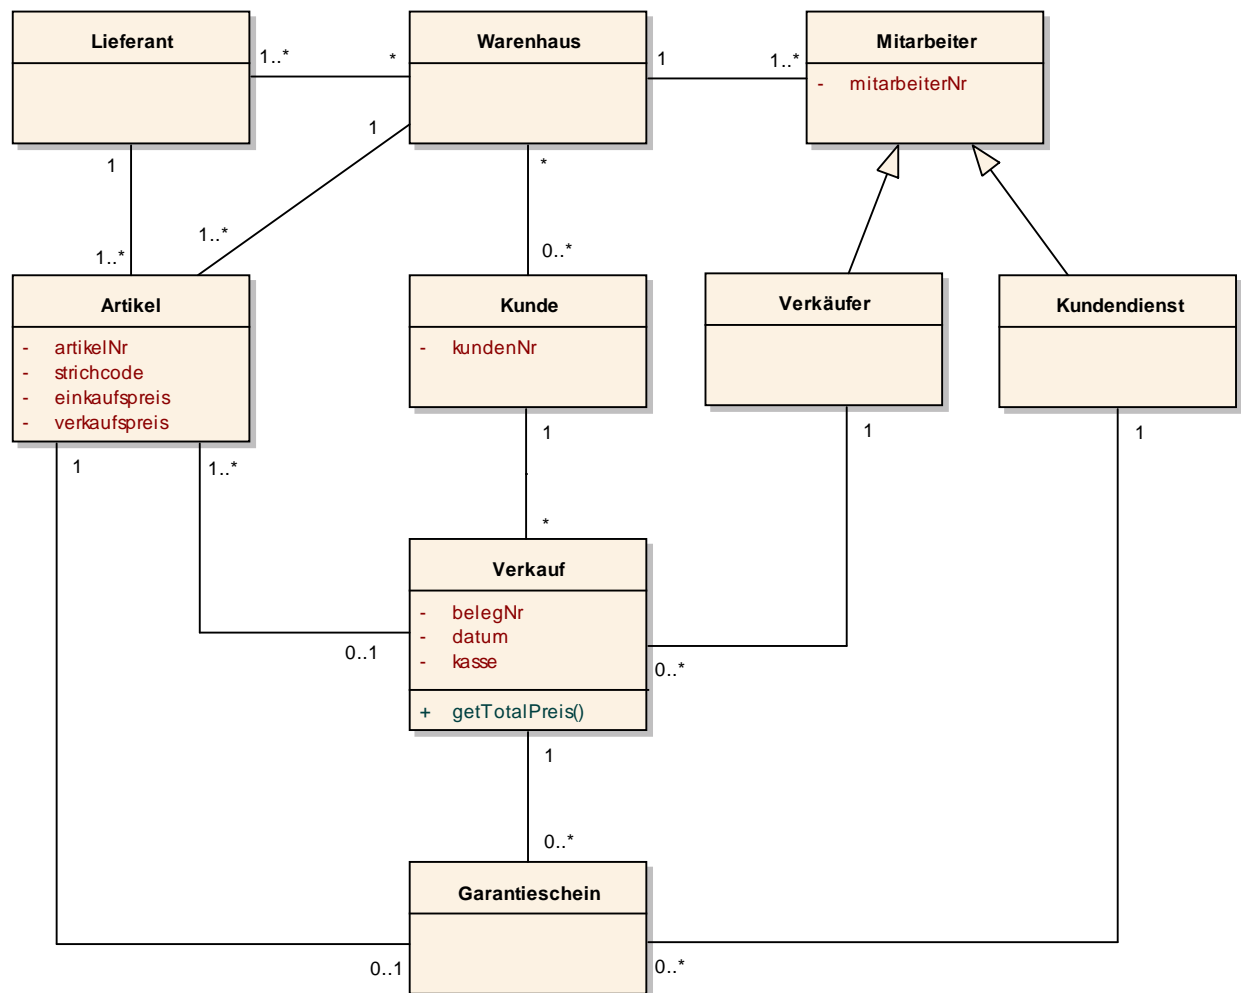 Lieferant
1..*
*
Warenhaus
1
1..*
Mitarbeiter
- mitarbeiterNr
1
1..*
1
1..*
*
0..*
Artikel
- artikelNr
- strichcode
- einkaufspreis
- verkaufspreis
Kunde
- kundenNr
Verkäufer
Kundendienst
1
1..*
1
*
1
1
Verkauf
- belegNr
- datum
- kasse
+ getTotalPreis()
0..1
0..*
1
0..*
Garantieschein
0..1
0..*